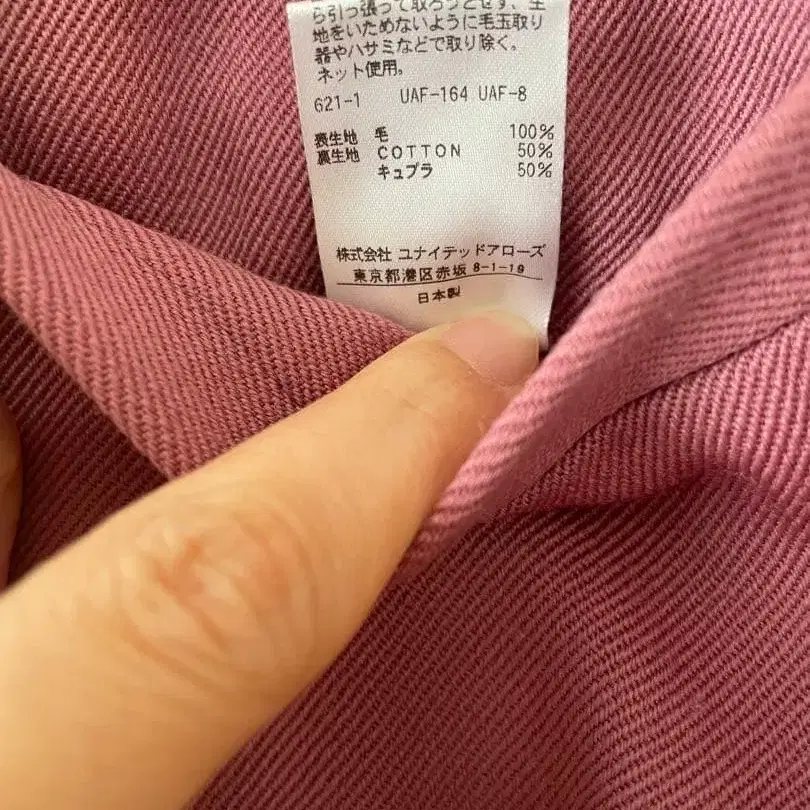 ら引っ張って取ろうとせず、生
地をいためないように毛玉取り
器やハサミなどで取り除く。
ネット使用。
621-1 UAF-164 UAF-8
表生地 毛 100%
裏生地 COTTON 50%
キュプラ 50%
株式会社 ユナイテッドアローズ
東京都港区赤坂 8-1-19
日本製